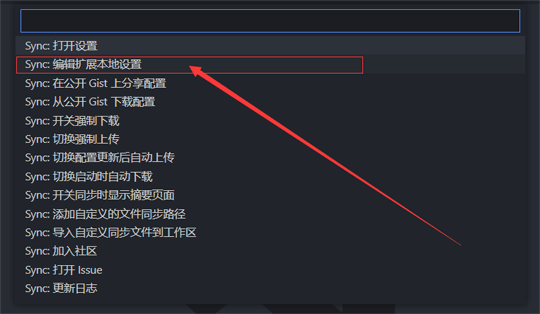 Sync: 打开设置
Sync: 编辑扩展本地设置
Sync: 在公开 Gist 上分享配置
Sync: 从公开 Gist 下载配置
Sync: 开关强制下载
Sync: 切换强制上传
Sync: 切换配置更新后自动上传
Sync: 切换启动时自动下载
Sync: 开关同步时显示摘要页面
Sync: 添加自定义的文件同步路径
Sync: 导入自定义同步文件到工作区
Sync: 加入社区
Sync: 打开 Issue
Sync: 更新日志